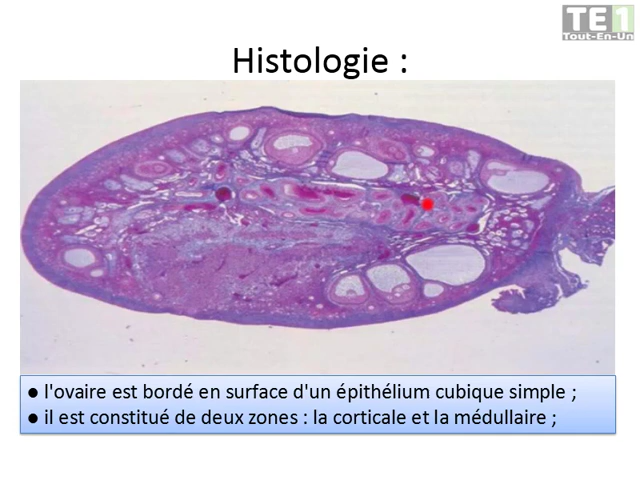 TE1
Tout-En-Un
Histologie :
● l'ovaire est bordé en surface d'un épithélium cubique simple ;
● il est constitué de deux zones : la corticale et la médullaire ;